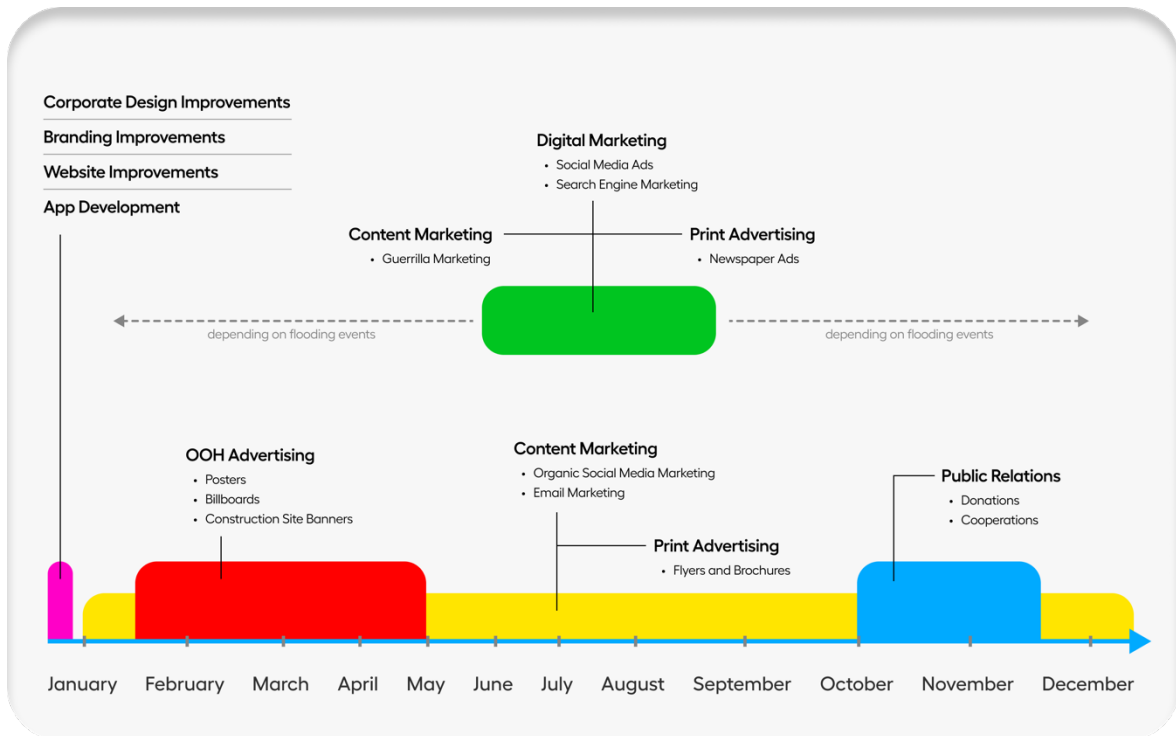 Corporate Design Improvements
Branding Improvements
Website Improvements
App Development
Digital Marketing
• Social Media Ads
• Search Engine Marketing
Content Marketing
• Guerrilla Marketing
Print Advertising
• Newspaper Ads
depending on flooding events
depending on flooding events
OOH Advertising
• Posters
• Billboards
• Construction Site Banners
Content Marketing
• Organic Social Media Marketing
• Email Marketing
Print Advertising
• Flyers and Brochures
Public Relations
• Donations
• Cooperations
January February March April May June July August September October November December